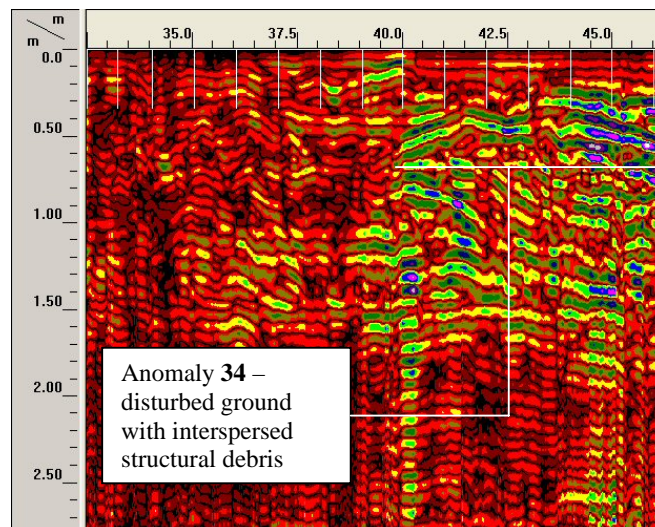 m
m
35.0 37.5 40.0 42.5 45.0
0.0
0.50
1.00
1.50
2.00
2.50
Anomaly 34 –
disturbed ground
with interspersed
structural debris